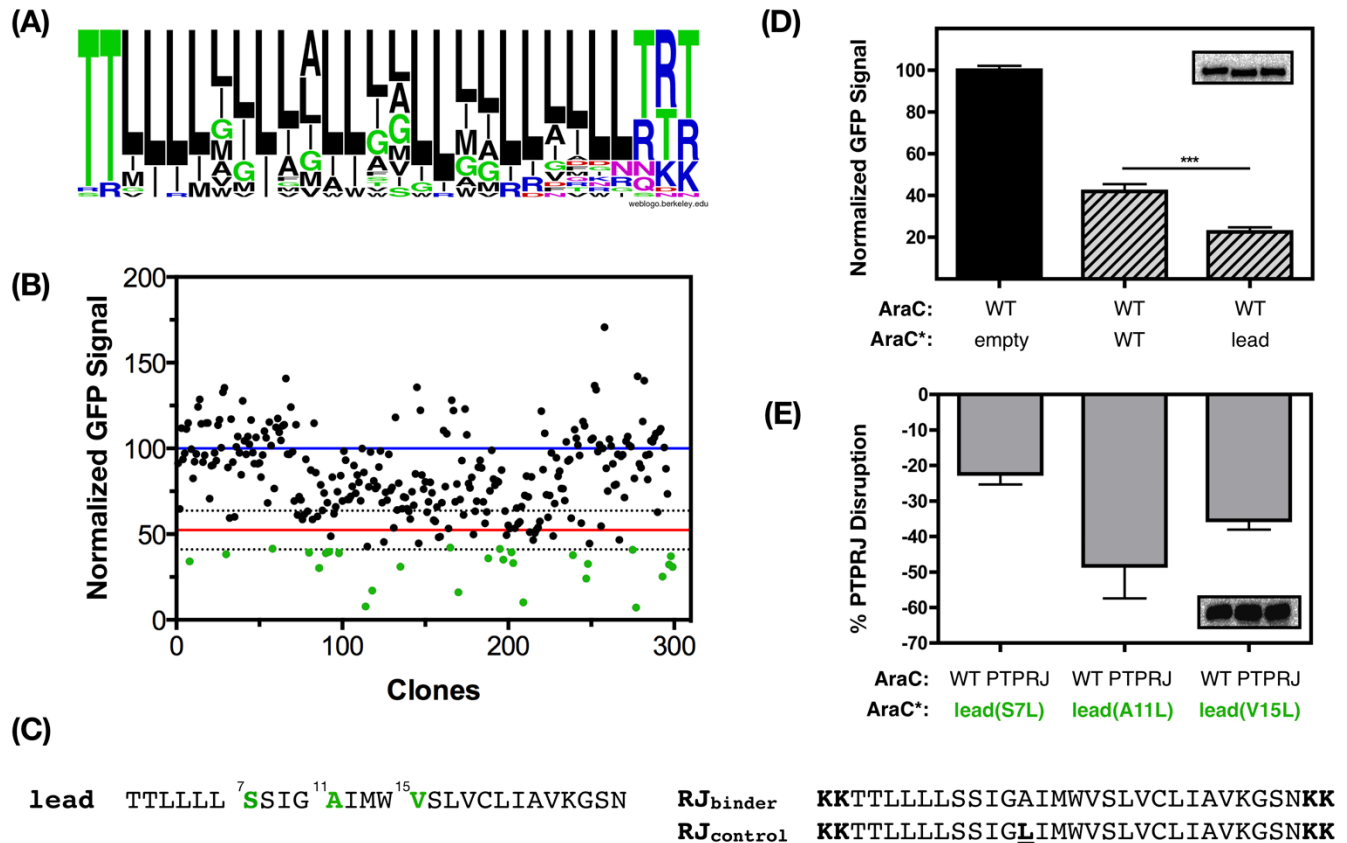 (A)
weblogo.berkeley.edu
(B)
Normalized GFP Signal
200
150
100
50
0
0 100 200 300
Clones
(C)
lead TTLLLL 7SSIG 11AIMW 15VSLVCLIAVKGSN
RJbinder KKTTLLLLSSIGAIMWVSLVCLIAVKGSNKK
RJcontrol KKTTLLLLSSIGLIMWVSLVCLIAVKGSNKK
(D)
Normalized GFP Signal
100
80
60
40
20
***
AraC: WT WT WT
AraC*: empty WT lead
(E)
% PTPRJ Disruption
0
-10
-20
-30
-40
-50
-60
-70
AraC: WT PTPRJ WT PTPRJ WT PTPRJ
AraC*: lead(S7L) lead(A11L) lead(V15L)